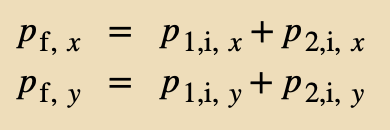 p_{f, x} = p_{1,i, x} + p_{2,i, x}
p_{f, y} = p_{1,i, y} + p_{2,i, y}